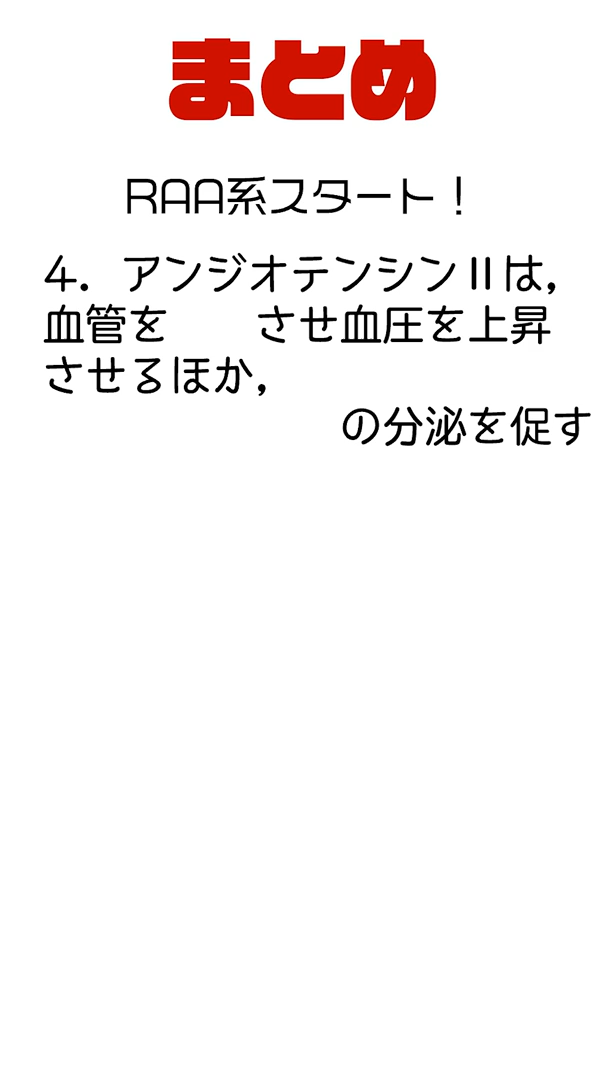 まとめ
RAA系スタート！
4．アンジオテンシンⅡは，
血管を　　させ血圧を上昇
させるほか，
の分泌を促す